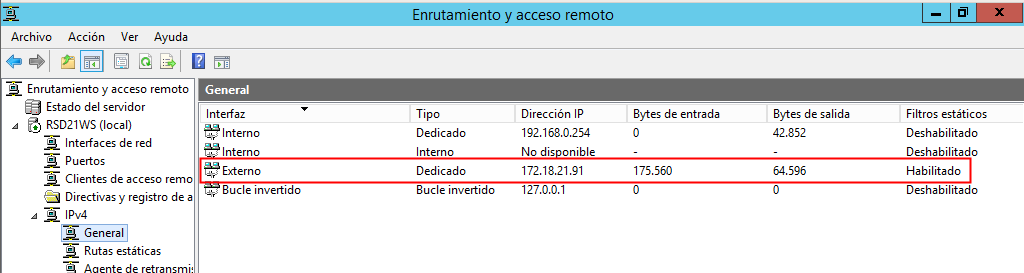 Enrutamiento y acceso remoto
Archivo Acción Ver Ayuda
Enrutamiento y acceso remoto
Estado del servidor
RSD21WS (local)
Interfaces de red
Puertos
Clientes de acceso remo
Directivas y registro de a
IPv4
General
Rutas estáticas
Agente de retransmis
General
Interfaz Tipo Dirección IP Bytes de entrada Bytes de salida Filtros estáticos
Interno Dedicado 192.168.0.254 0 42.852 Deshabilitado
Interno Interno No disponible - - Deshabilitado
Externo Dedicado 172.18.21.91 175.560 64.596 Habilitado
Bucle invertido Bucle invertido 127.0.0.1 0 0 Deshabilitado